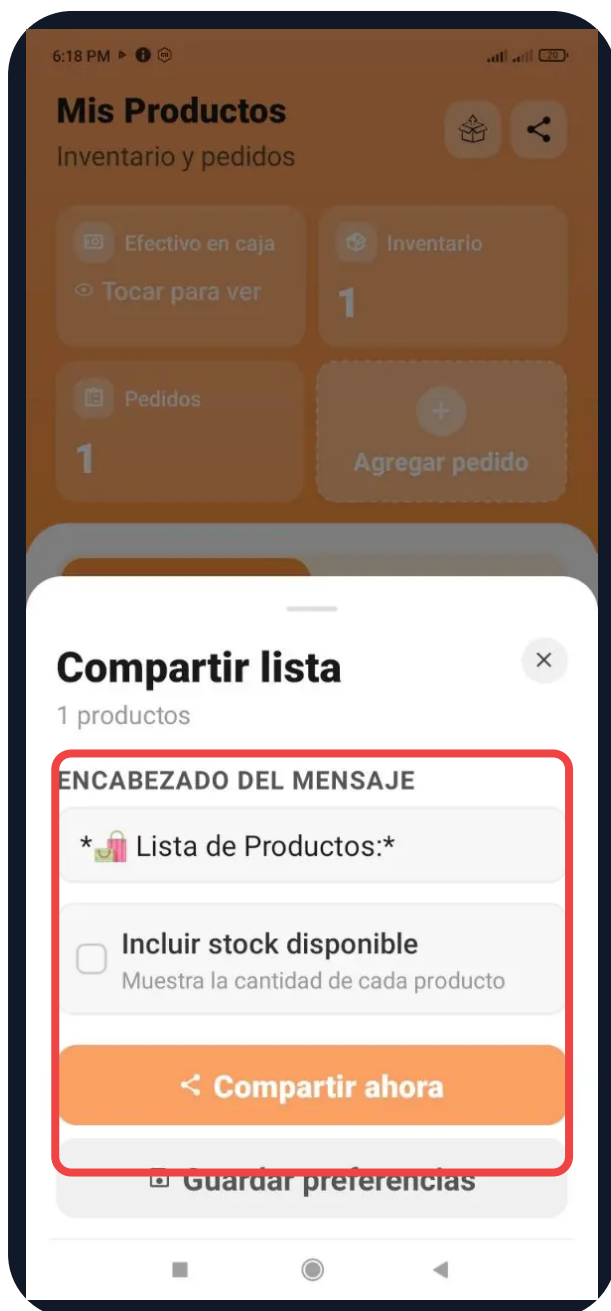 6:18 PM
20
Mis Productos
Inventario y pedidos
Efectivo en caja
Tocar para ver
Inventario
1
Pedidos
1
Agregar pedido
Compartir lista
1 productos
ENCABEZADO DEL MENSAJE
*🛍️ Lista de Productos:*
Incluir stock disponible
Muestra la cantidad de cada producto
Compartir ahora
Guardar preferencias